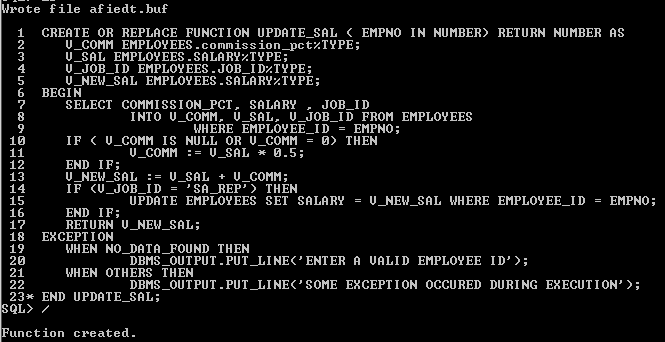 Wrote file afiedt.buf
1 CREATE OR REPLACE FUNCTION UPDATE_SAL ( EMPNO IN NUMBER) RETURN NUMBER AS
2 V_COMM EMPLOYEES.commission_pct%TYPE;
3 V_SAL EMPLOYEES.SALARY%TYPE;
4 V_JOB_ID EMPLOYEES.JOB_ID%TYPE;
5 V_NEW_SAL EMPLOYEES.SALARY%TYPE;
6 BEGIN
7 SELECT COMMISSION_PCT, SALARY , JOB_ID
8 INTO V_COMM, V_SAL, V_JOB_ID FROM EMPLOYEES
9 WHERE EMPLOYEE_ID = EMPNO;
10 IF ( V_COMM IS NULL OR V_COMM = 0) THEN
11 V_COMM := V_SAL * 0.5;
12 END IF;
13 V_NEW_SAL := V_SAL + V_COMM;
14 IF (V_JOB_ID = 'SA_REP') THEN
15 UPDATE EMPLOYEES SET SALARY = V_NEW_SAL WHERE EMPLOYEE_ID = EMPNO;
16 END IF;
17 RETURN V_NEW_SAL;
18 EXCEPTION
19 WHEN NO_DATA_FOUND THEN
20 DBMS_OUTPUT.PUT_LINE('ENTER A VALID EMPLOYEE ID');
21 WHEN OTHERS THEN
22 DBMS_OUTPUT.PUT_LINE('SOME EXCEPTION OCCURED DURING EXECUTION');
23* END UPDATE_SAL;
SQL> /
Function created.